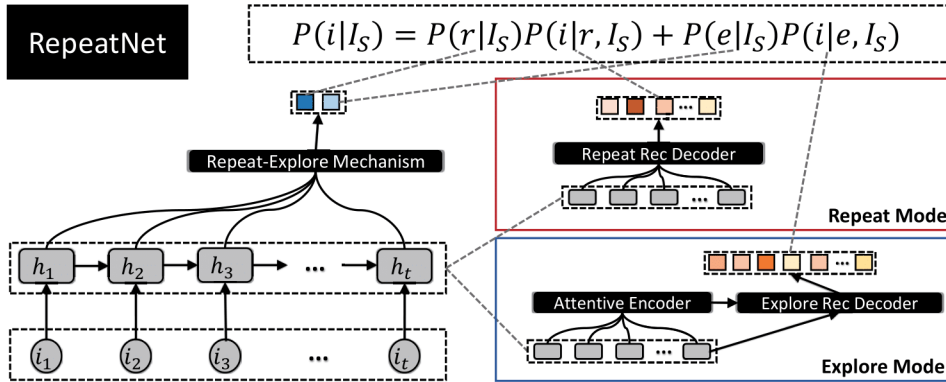 RepeatNet
P(i|I_S) = P(r|I_S)P(i|r, I_S) + P(e|I_S)P(i|e, I_S)
Repeat-Explore Mechanism
h_1 h_2 h_3 ... h_t
i_1 i_2 i_3 ... i_t
...
Repeat Rec Decoder
...
Repeat Mode
...
Attentive Encoder
Explore Rec Decoder
...
Explore Mode